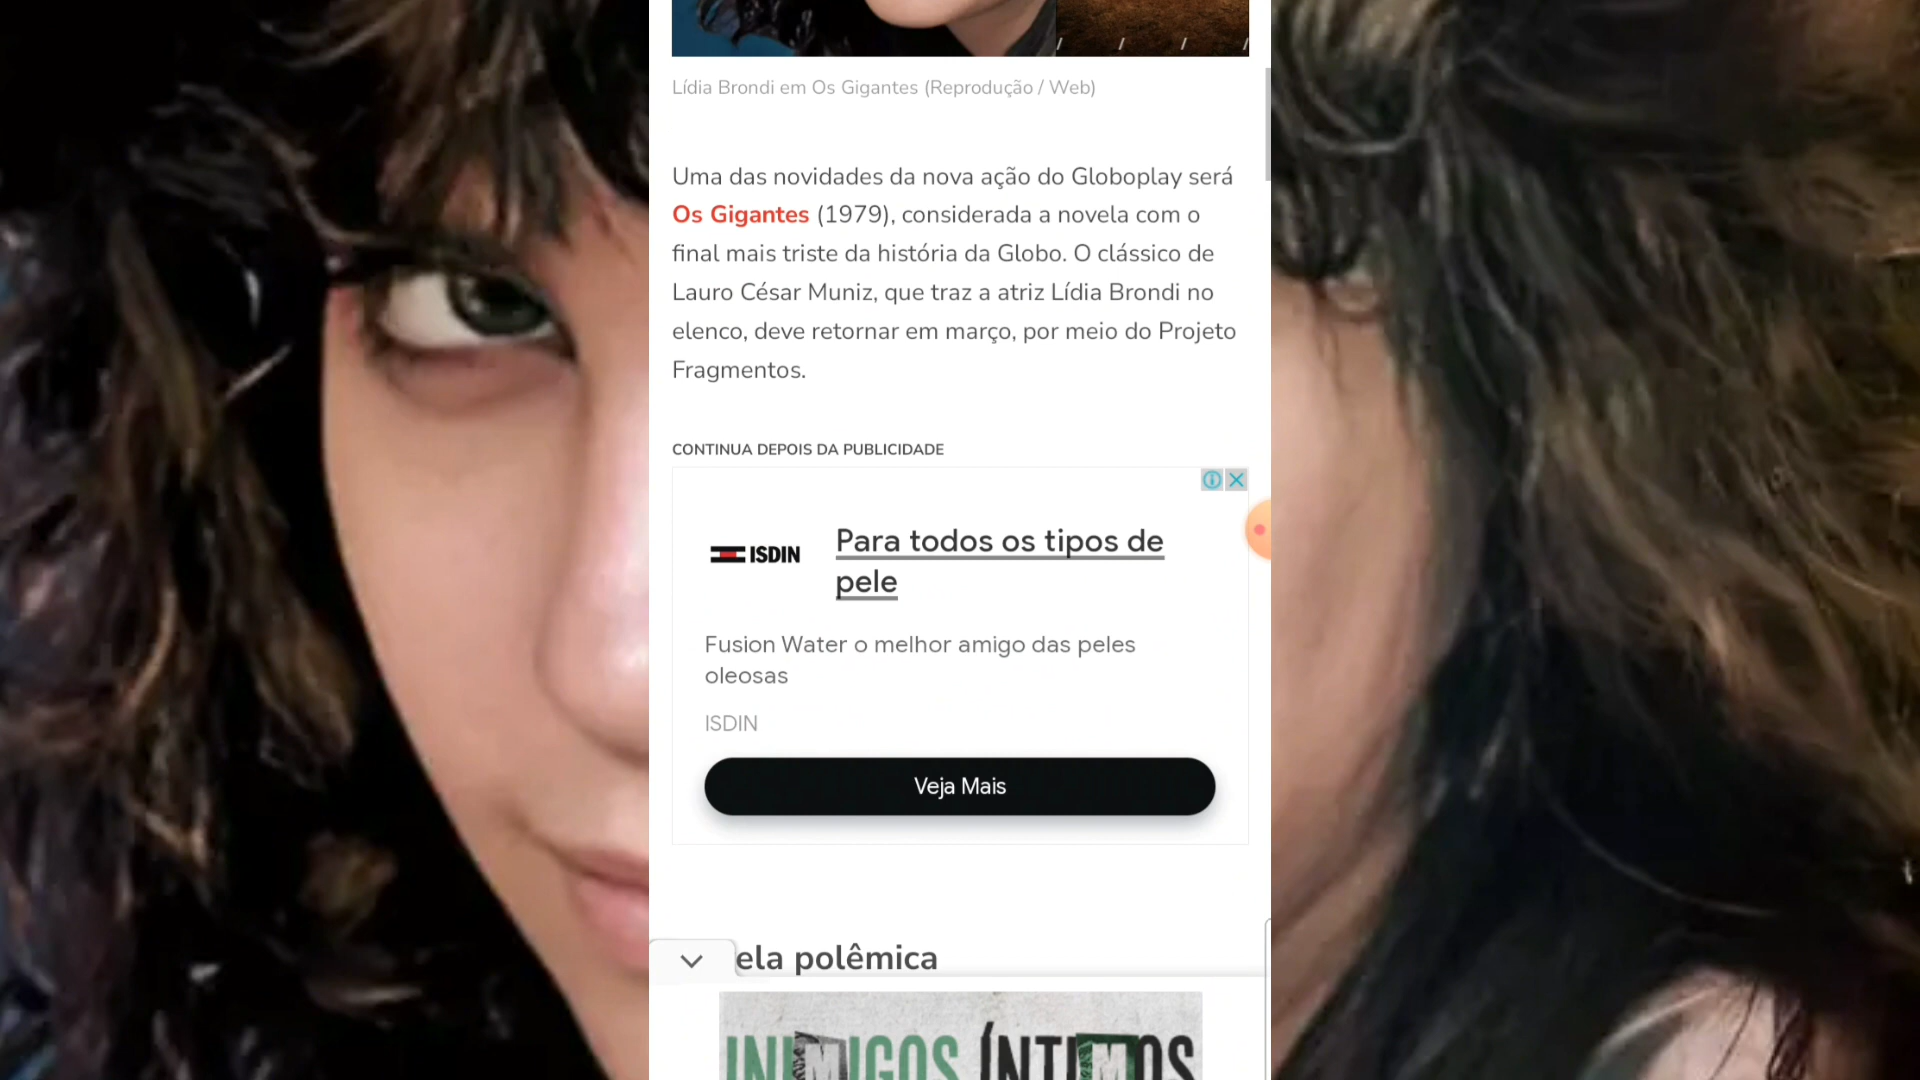 Lídia Brondi em Os Gigantes (Reprodução / Web)
Uma das novidades da nova ação do Globoplay será
Os Gigantes (1979), considerada a novela com o
final mais triste da história da Globo. O clássico de
Lauro César Muniz, que traz a atriz Lídia Brondi no
elenco, deve retornar em março, por meio do Projeto
Fragmentos.
CONTINUA DEPOIS DA PUBLICIDADE
ISDIN
Para todos os tipos de
pele
Fusion Water o melhor amigo das peles
oleosas
ISDIN
Veja Mais
ela polêmica
INIMIGOS ÍNTIMOS